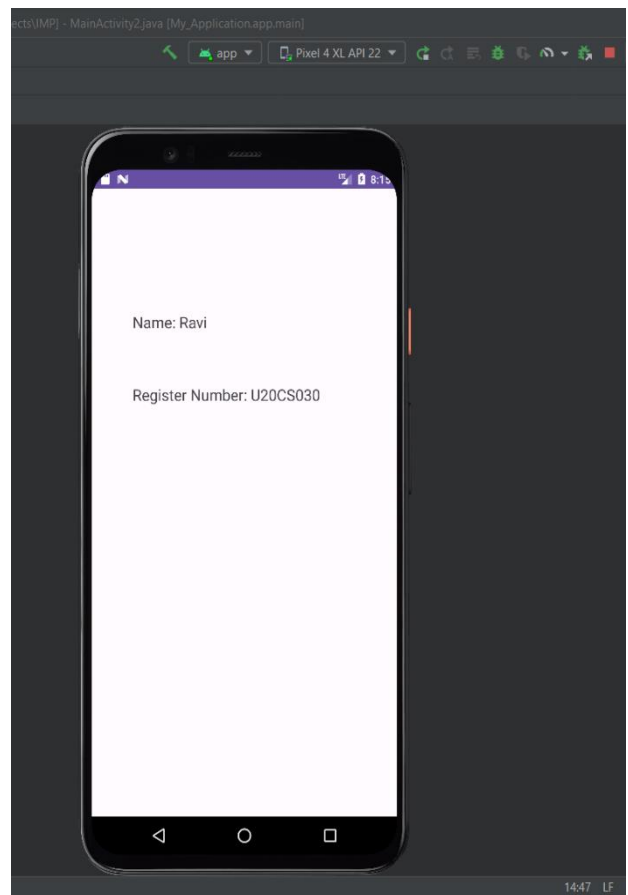 ects\IMP] - MainActivity2.java [My_Application.app.main]
app Pixel 4 XL API 22
LTE 8:15
Name: Ravi
Register Number: U20CS030
14:47 LF